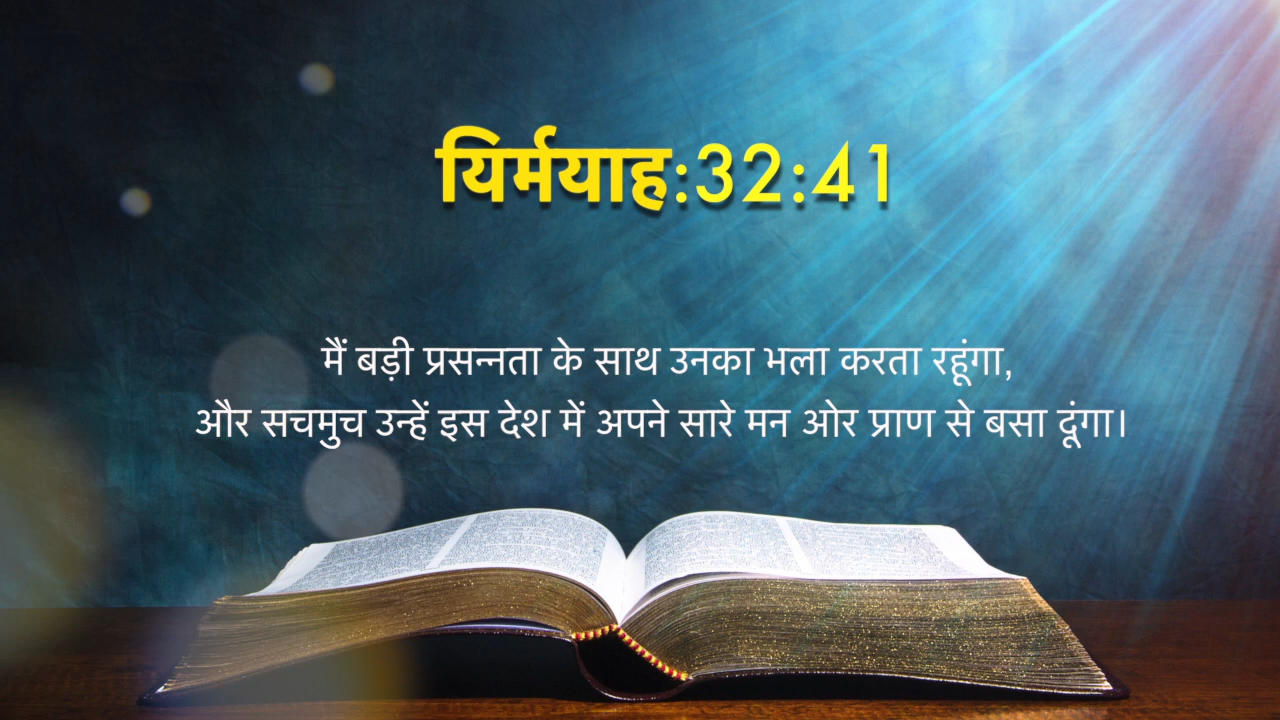 यिर्मयाह:32:41
मैं बड़ी प्रसन्नता के साथ उनका भला करता रहूंगा,
और सचमुच उन्हें इस देश में अपने सारे मन ओर प्राण से बसा दूंगा।